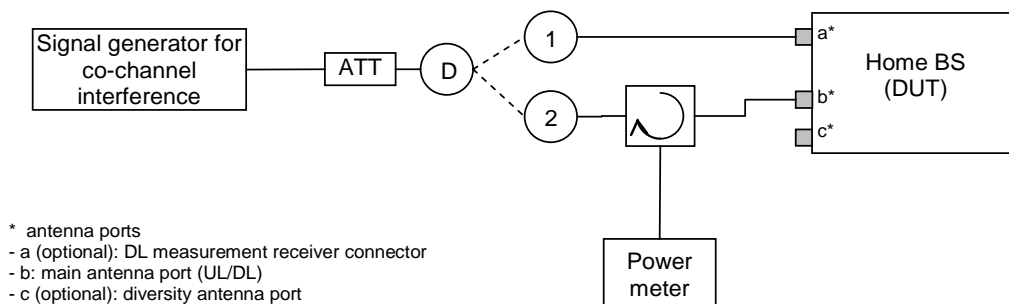 Signal generator for
co-channel
interference
ATT
D
1
2
a*
b*
c*
Home BS
(DUT)
Power
meter
* antenna ports
- a (optional): DL measurement receiver connector
- b: main antenna port (UL/DL)
- c (optional): diversity antenna port